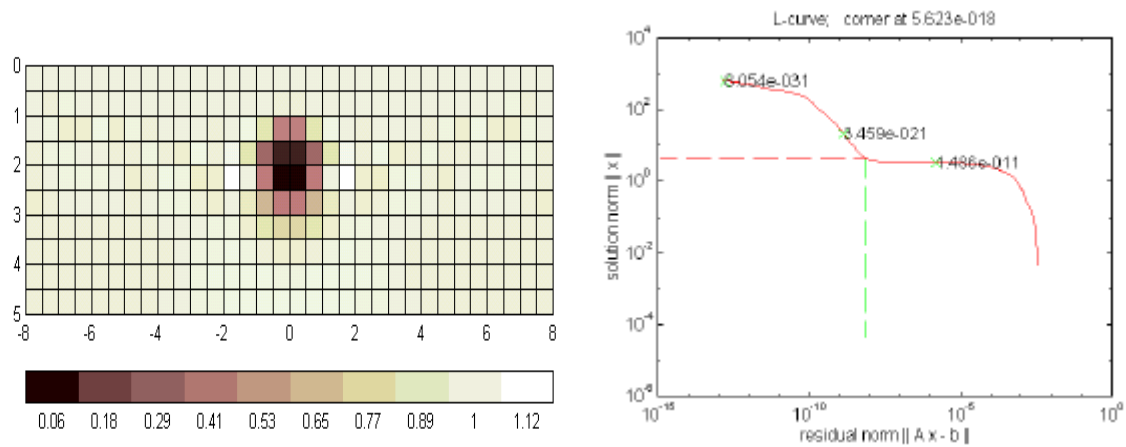 0
1
2
3
4
5
-8 -6 -4 -2 0 2 4 6 8
0.06 0.18 0.29 0.41 0.53 0.65 0.77 0.89 1 1.12
L-curve; corner at 5.623e-018
10^4
10^2
10^0
10^-2
10^-4
10^-6
solution norm || x ||
6.054e-031
3.459e-021
1.486e-011
10^-15 10^-10 10^-5 10^0
residual norm || A x - b ||